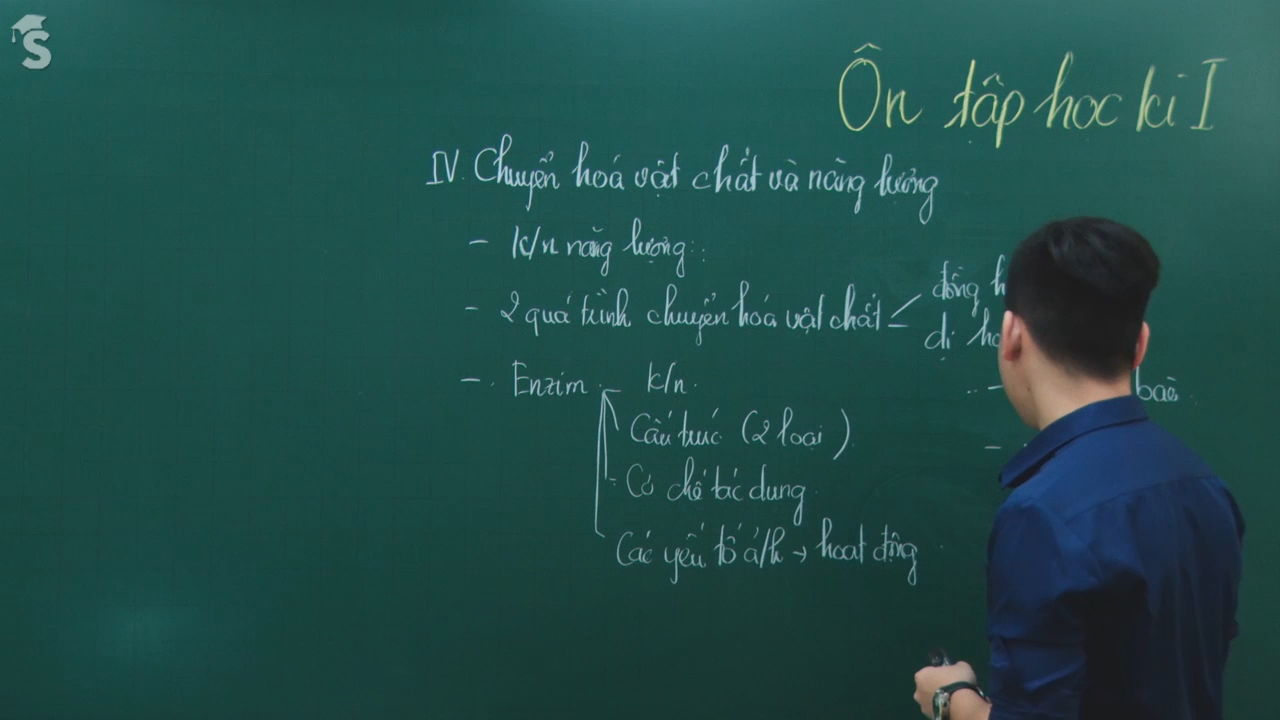 Ôn tập học kì I
IV. Chuyển hoá vật chất và năng lượng
- k/n năng lượng:
- 2 quá trình chuyển hoá vật chất
đồng h
dị ho
- Enzim - k/n.
Cấu trúc (2 loại)
- Cơ chế tác dụng
Các yếu tố a/h → hoạt động
bào
S